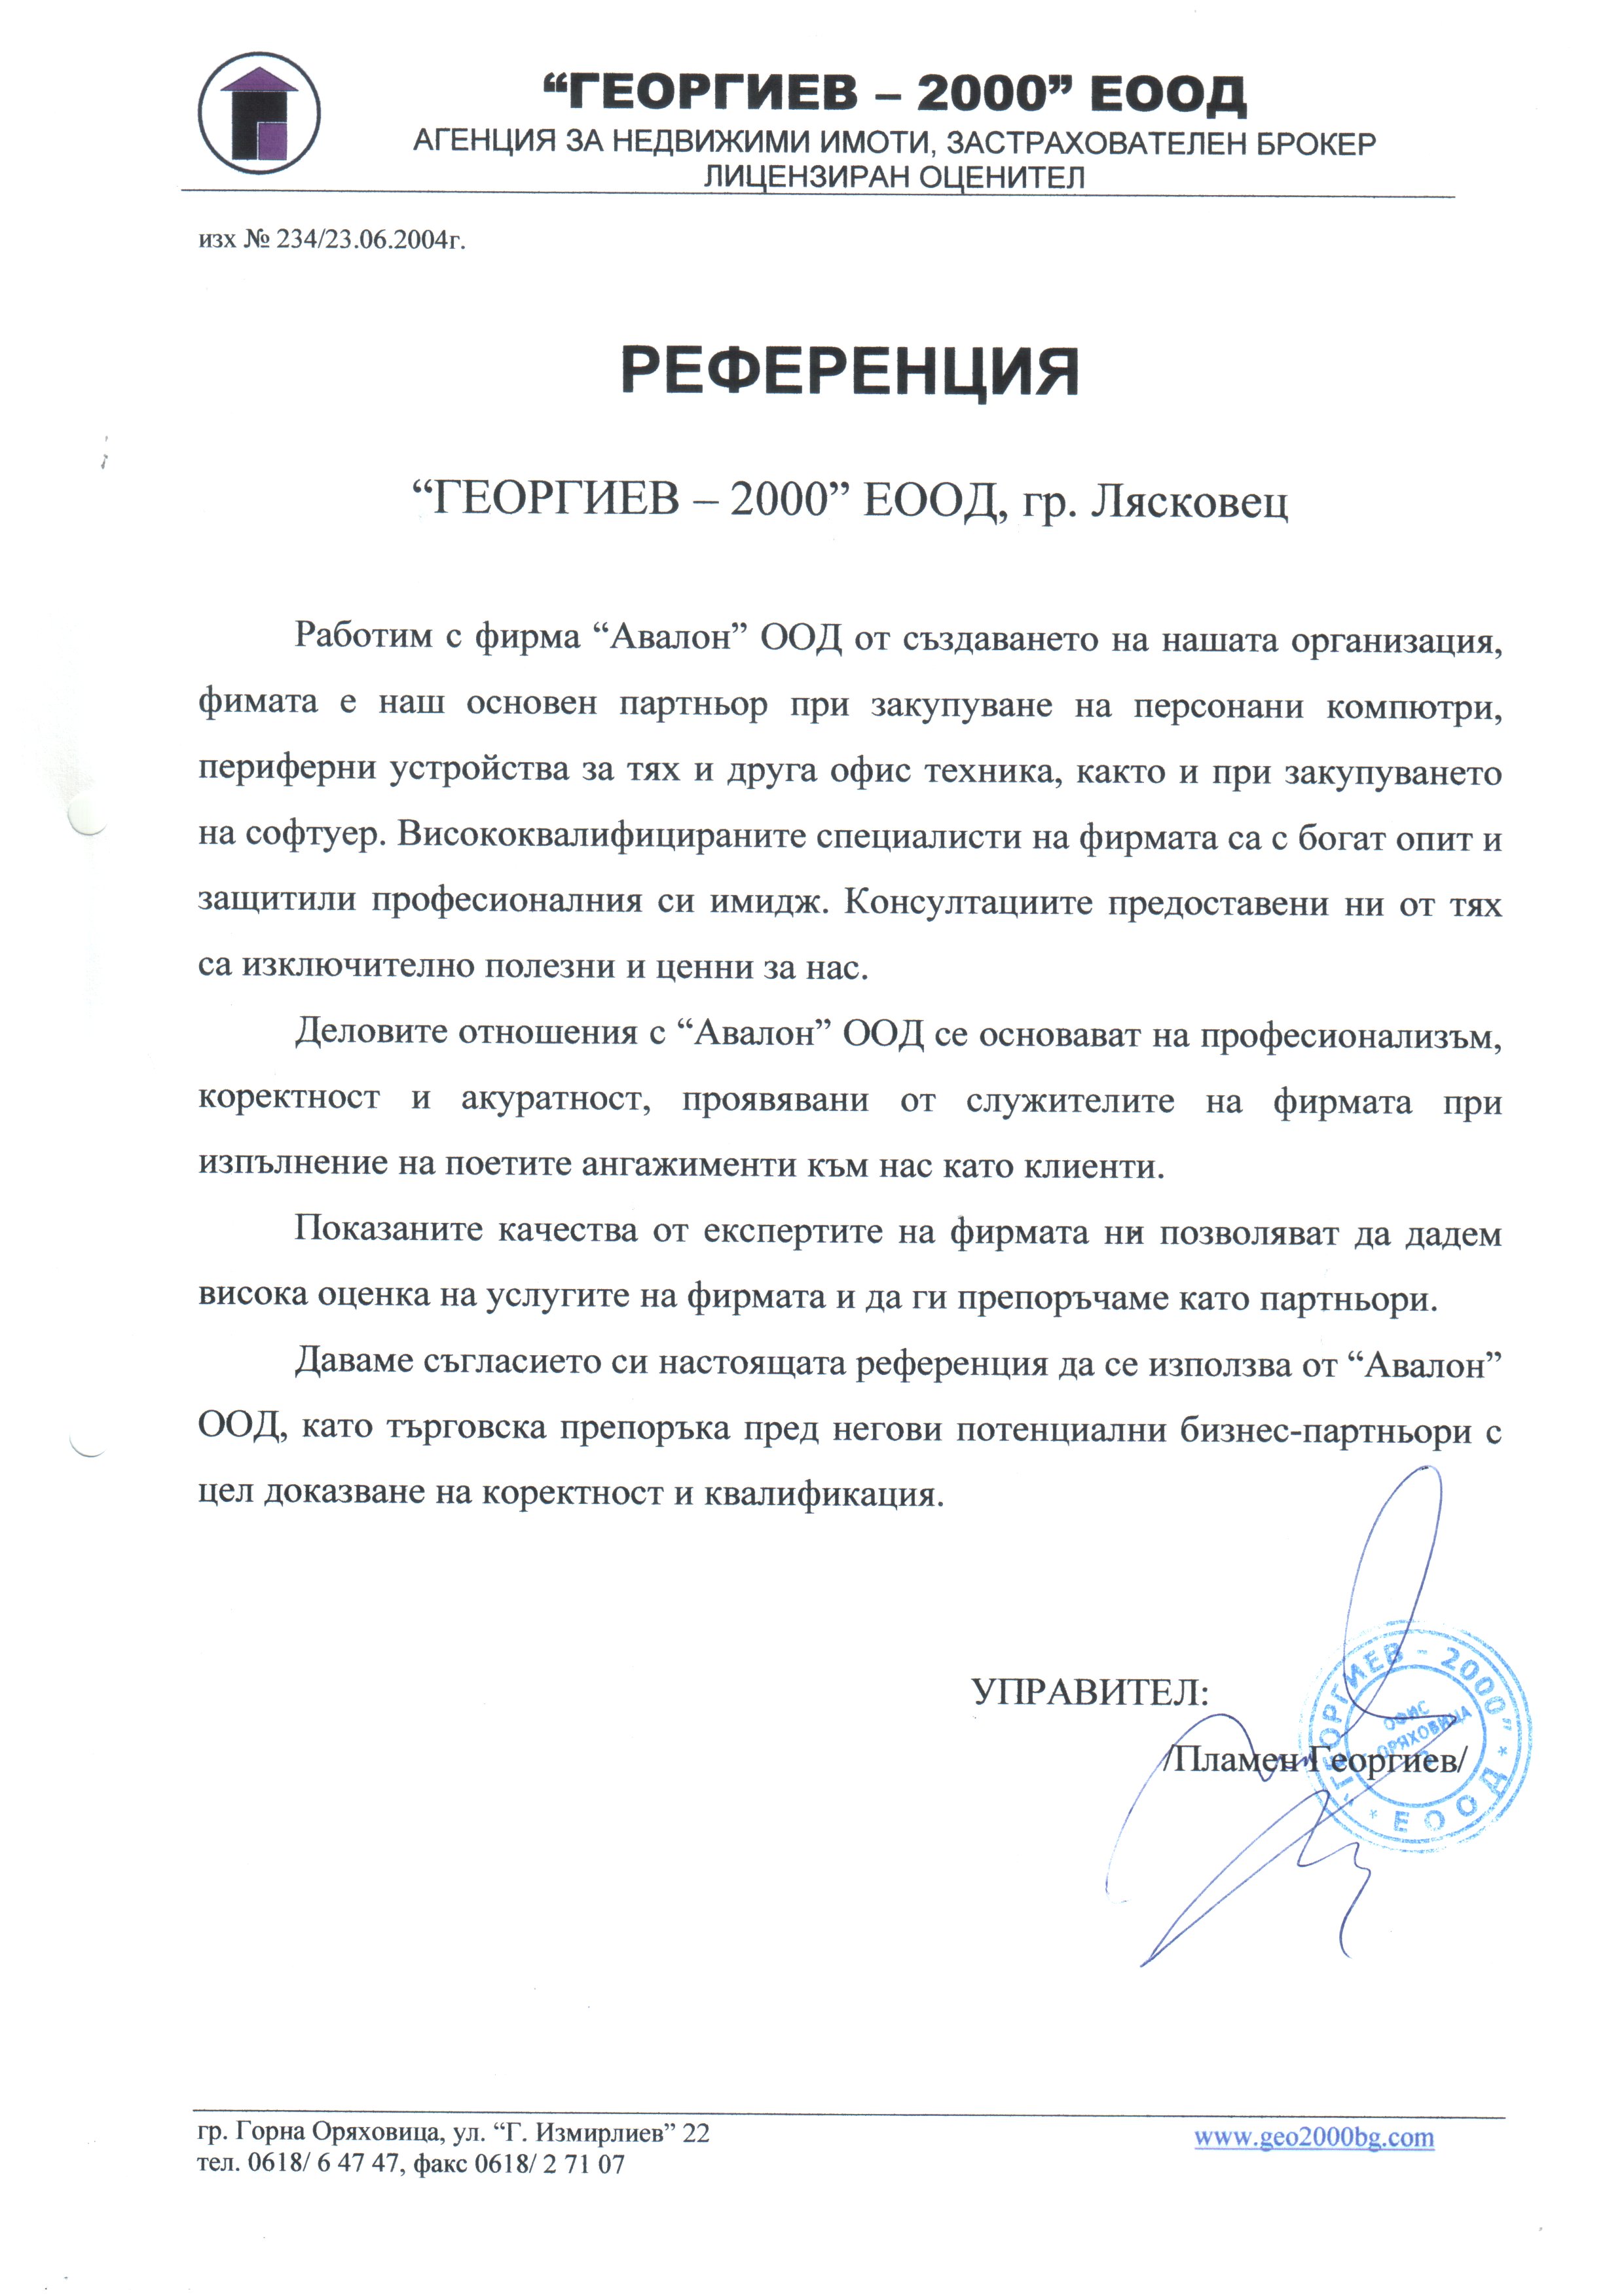 “ГЕОРГИЕВ – 2000” ЕООД
АГЕНЦИЯ ЗА НЕДВИЖИМИ ИМОТИ, ЗАСТРАХОВАТЕЛЕН БРОКЕР
ЛИЦЕНЗИРАН ОЦЕНИТЕЛ
изх № 234/23.06.2004г.
РЕФЕРЕНЦИЯ
“ГЕОРГИЕВ – 2000” ЕООД, гр. Лясковец
Работим с фирма “Авалон” ООД от създаването на нашата организация,
фимата е наш основен партньор при закупуване на персонани компютри,
периферни устройства за тях и друга офис техника, както и при закупуването
на софтуер. Висококвалифицираните специалисти на фирмата са с богат опит и
защитили професионалния си имидж. Консултациите предоставени ни от тях
са изключително полезни и ценни за нас.
Деловите отношения с “Авалон” ООД се основават на професионализъм,
коректност и акуратност, проявявани от служителите на фирмата при
изпълнение на поетите ангажименти към нас като клиенти.
Показаните качества от експертите на фирмата ни позволяват да дадем
висока оценка на услугите на фирмата и да ги препоръчаме като партньори.
Даваме съгласието си настоящата референция да се използва от “Авалон”
ООД, като търговска препоръка пред негови потенциални бизнес-партньори с
цел доказване на коректност и квалификация.
УПРАВИТЕЛ:
/Пламен Георгиев/
“ГЕОРГИЕВ - 2000” * ЕООД *
ОФИС
ОРЯХОВИЦА
гр. Горна Оряховица, ул. “Г. Измирлиев” 22
www.geo2000bg.com
тел. 0618/ 6 47 47, факс 0618/ 2 71 07